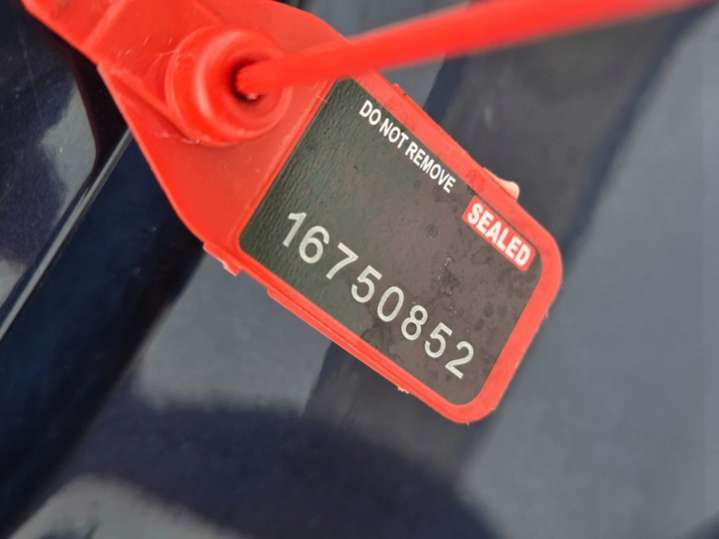 DO NOT REMOVE
SEALED
16750852